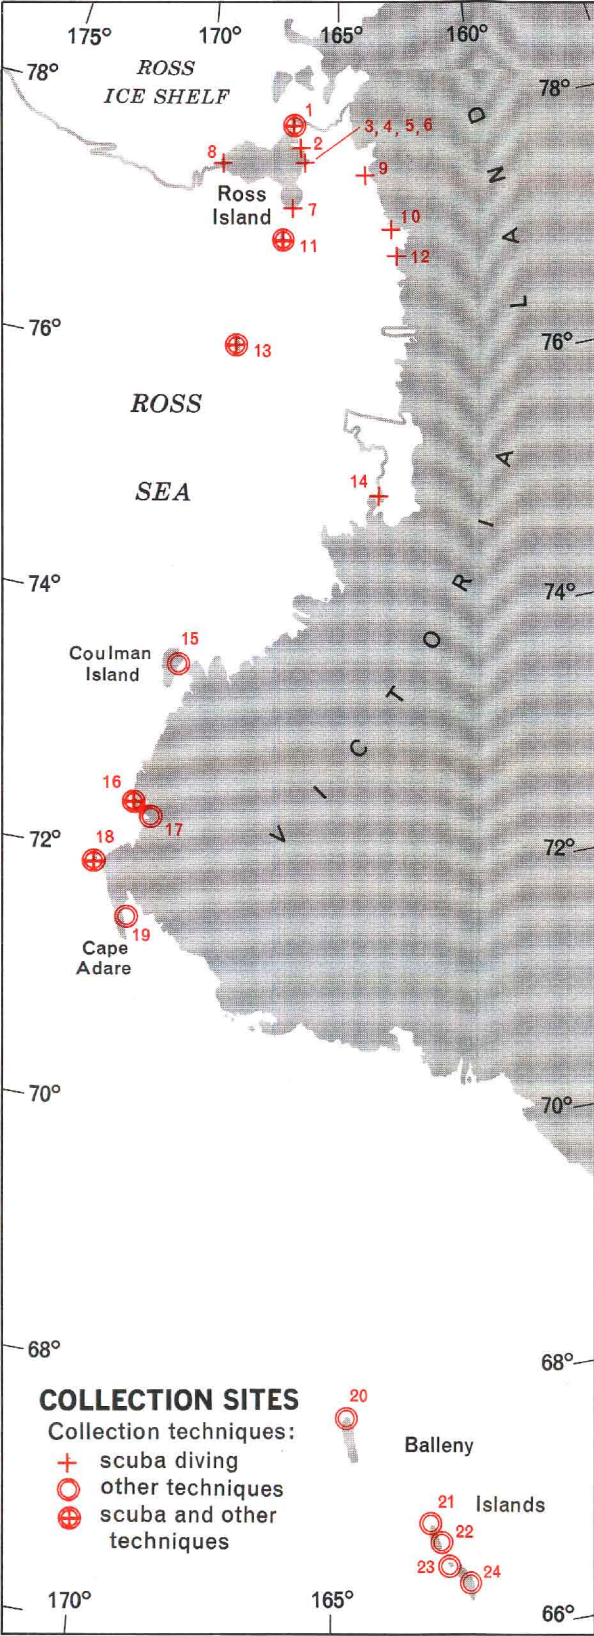 175° 170° 165° 160°
78°
ROSS
ICE SHELF
78°
1
2
3, 4, 5, 6
8
9
Ross
Island
7
10
11
12
76°
76°
13
ROSS
SEA
14
74°
74°
15
Coulman
Island
16
17
72°
72°
18
19
Cape
Adare
VICTORIA LAND
70°
70°
68°
68°
COLLECTION SITES
Collection techniques:
scuba diving
other techniques
scuba and other
techniques
20
Balleny
Islands
21
22
23
24
170° 165°
66°